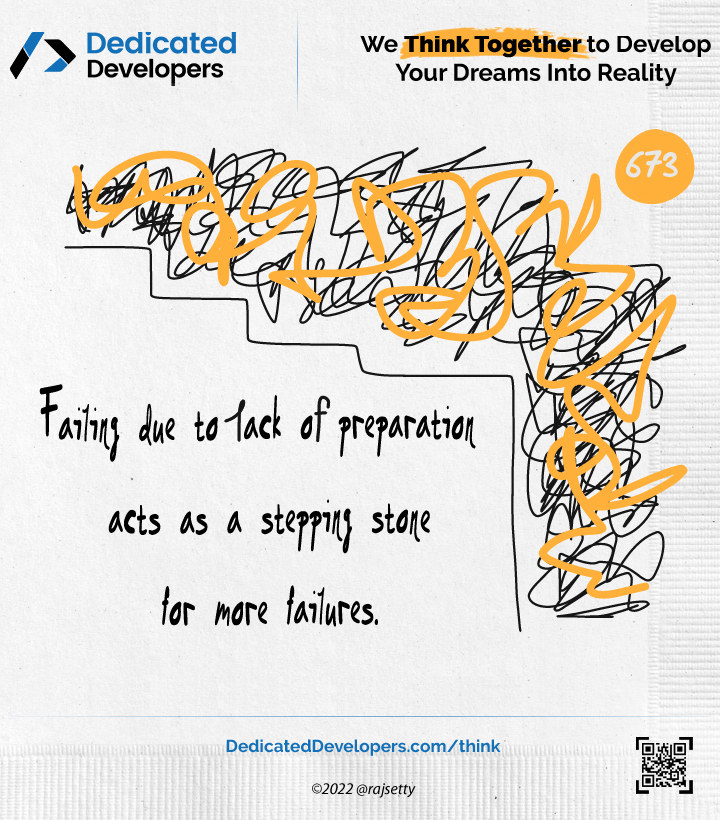 Dedicated
Developers
We Think Together to Develop
Your Dreams Into Reality
673
Failing due to lack of preparation
acts as a stepping stone
for more failures.
DedicatedDevelopers.com/think
©2022 @rajsetty